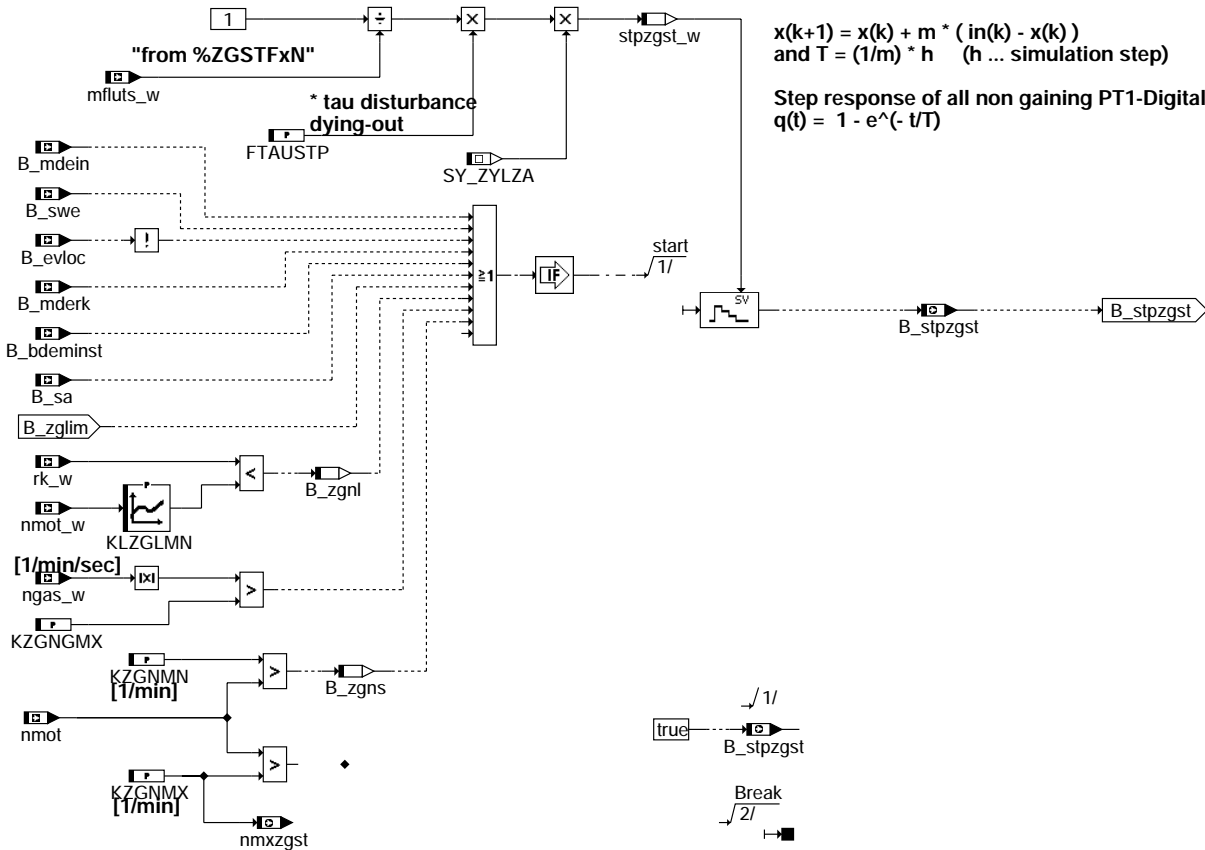 1
÷
×
×
stpzgst_w
"from %ZGSTFxN"
mfluts_w
* tau disturbance
dying-out
P
FTAUSTP
SY_ZYLZA
x(k+1) = x(k) + m * ( in(k) - x(k) )
and T = (1/m) * h (h ... simulation step)
Step response of all non gaining PT1-Digital
q(t) = 1 - e^(- t/T)
B_mdein
B_swe
!
B_evloc
B_mderk
B_bdeminst
B_sa
B_zglim
≧1
IF
start
1/
SV
B_stpzgst
B_stpzgst
rk_w
<
B_zgnl
nmot_w
P
KLZGLMN
[1/min/sec]
ngas_w
|X|
>
P
KZGNGMX
P
KZGNMN
[1/min]
>
B_zgns
nmot
>
P
KZGNMX
[1/min]
nmxzgst
1/
true
B_stpzgst
Break
2/